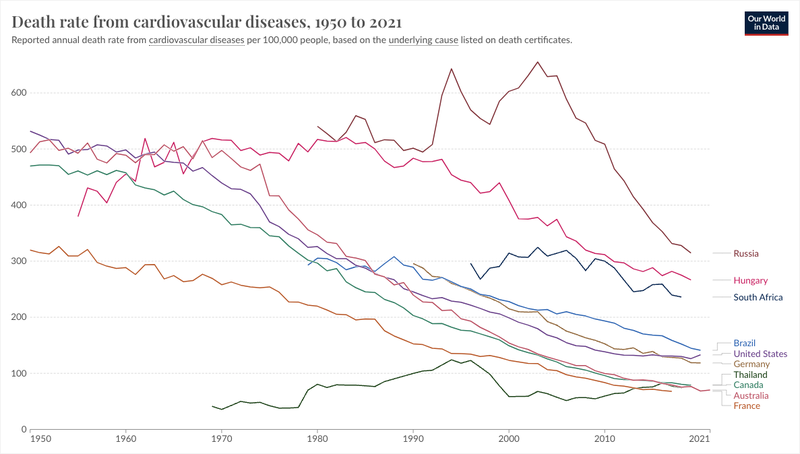 Death rate from cardiovascular diseases, 1950 to 2021
Our World
in Data
Reported annual death rate from cardiovascular diseases per 100,000 people, based on the underlying cause listed on death certificates.
600
500
400
300
200
100
0
Russia
Hungary
South Africa
Brazil
United States
Germany
Thailand
Canada
Australia
France
1950
1960
1970
1980
1990
2000
2010
2021